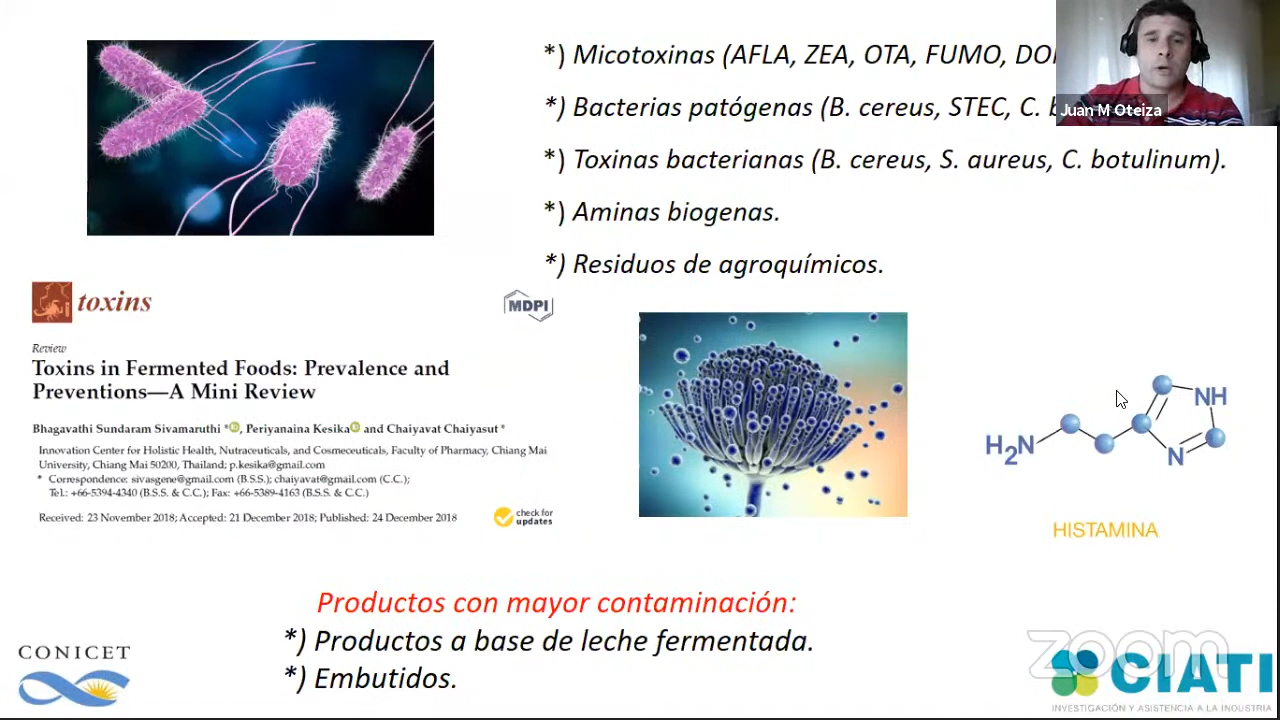 *) Micotoxinas (AFLA, ZEA, OTA, FUMO,
*) Bacterias patógenas (B. cereus, STEC, C.
Juan M Oteiza
*) Toxinas bacterianas (B. cereus, S. aureus, C. botulinum).
*) Aminas biogenas.
*) Residuos de agroquímicos.
toxins
MDPI
Review
Toxins in Fermented Foods: Prevalence and
Preventions—A Mini Review
Bhagavathi Sundaram Sivamaruthi *, Periyanaina Kesika and Chaiyavat Chaiyasut *
Innovation Center for Holistic Health, Nutraceuticals, and Cosmeceuticals, Faculty of Pharmacy, Chiang Mai
University, Chiang Mai 50200, Thailand; p.kesika@gmail.com
* Correspondence: sivasgene@gmail.com (B.S.S.); chaiyavat@gmail.com (C.C.);
Tel.: +66-5394-4340 (B.S.S. & C.C.); Fax: +66-5389-4163 (B.S.S. & C.C.)
Received: 23 November 2018; Accepted: 21 December 2018; Published: 24 December 2018
check for
updates
NH
H2N
N
HISTAMINA
Productos con mayor contaminación:
*) Productos a base de leche fermentada.
*) Embutidos.
CONICET
zoom
CIATI
INVESTIGACIÓN Y ASISTENCIA A LA INDUSTRIA